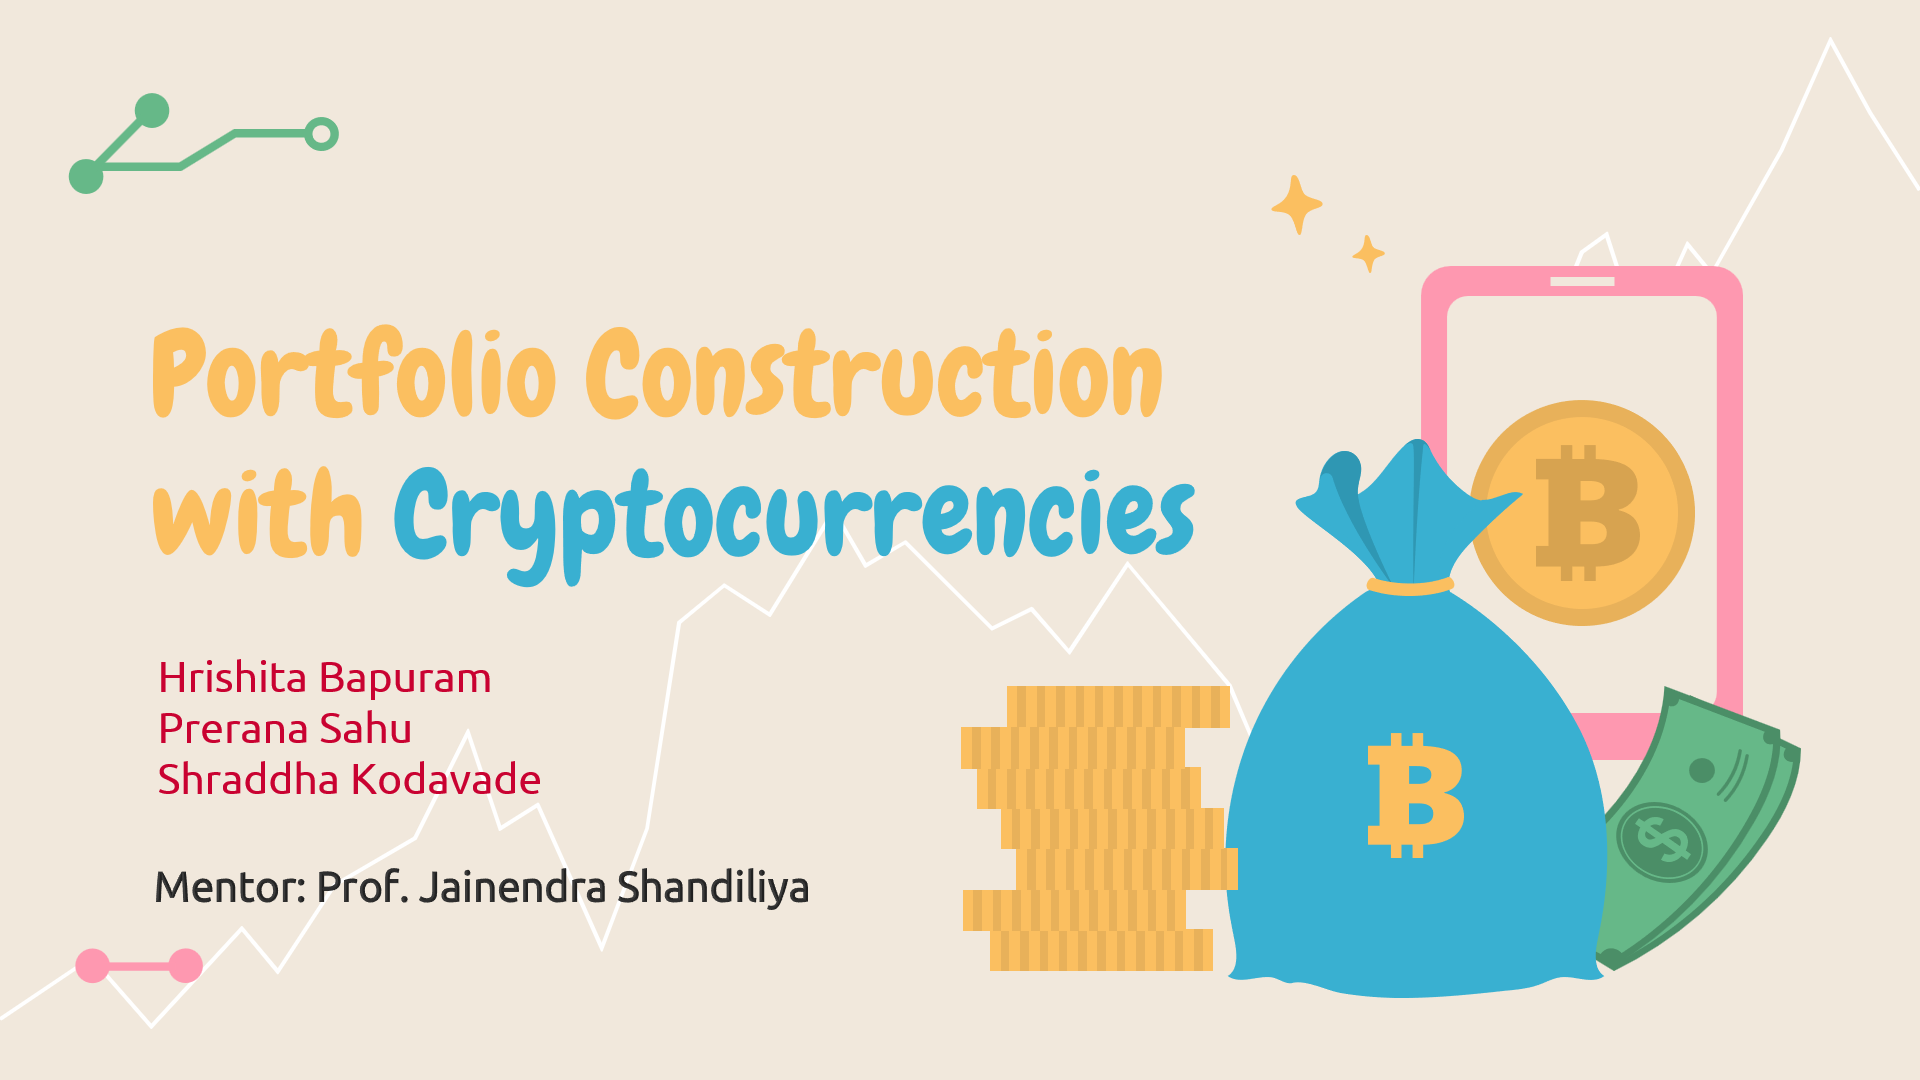 Portfolio Construction
with Cryptocurrencies
Hrishita Bapuram
Prerana Sahu
Shraddha Kodavade
Mentor: Prof. Jainendra Shandiliya